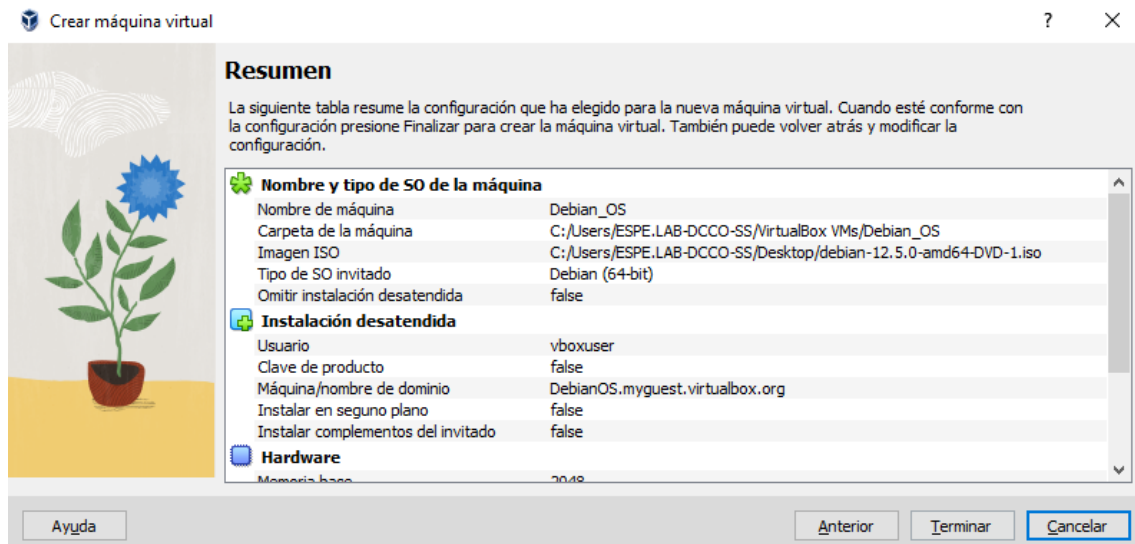 Crear máquina virtual
?
Resumen
La siguiente tabla resume la configuración que ha elegido para la nueva máquina virtual. Cuando esté conforme con
la configuración presione Finalizar para crear la máquina virtual. También puede volver atrás y modificar la
configuración.
Nombre y tipo de SO de la máquina
Nombre de máquina Debian_OS
Carpeta de la máquina C:/Users/ESPE.LAB-DCCO-SS/VirtualBox VMs/Debian_OS
Imagen ISO C:/Users/ESPE.LAB-DCCO-SS/Desktop/debian-12.5.0-amd64-DVD-1.iso
Tipo de SO invitado Debian (64-bit)
Omitir instalación desatendida false
Instalación desatendida
Usuario vboxuser
Clave de producto false
Máquina/nombre de dominio DebianOS.myguest.virtualbox.org
Instalar en seguno plano false
Instalar complementos del invitado false
Hardware
Memoria base 2048
Ayuda Anterior Terminar Cancelar